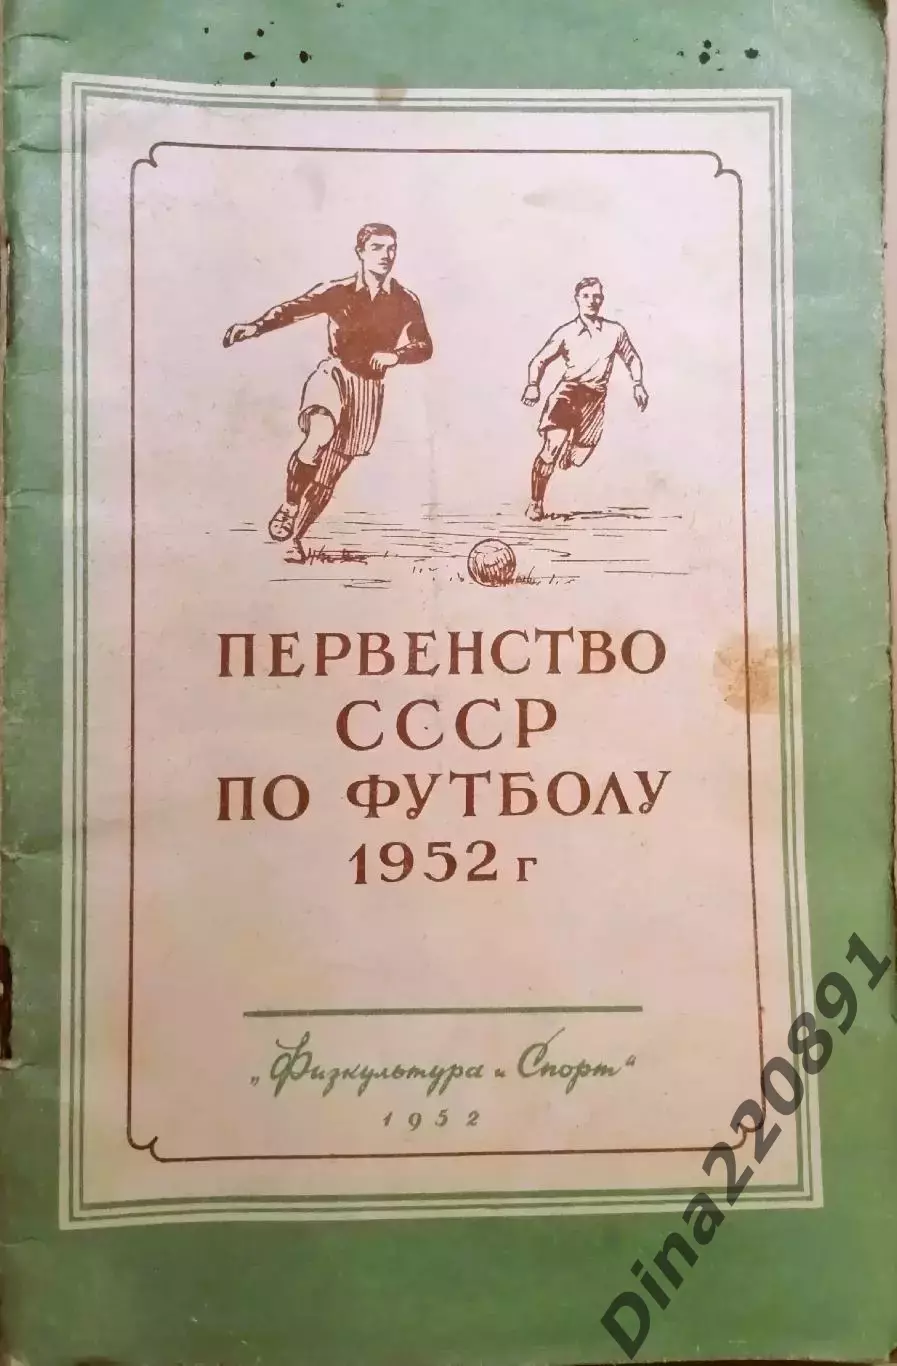 ПЕРВЕНСТВО
СССР
ПО ФУТБОЛУ
1952 г
„Физкультура и Спорт"
1952
Dina220891